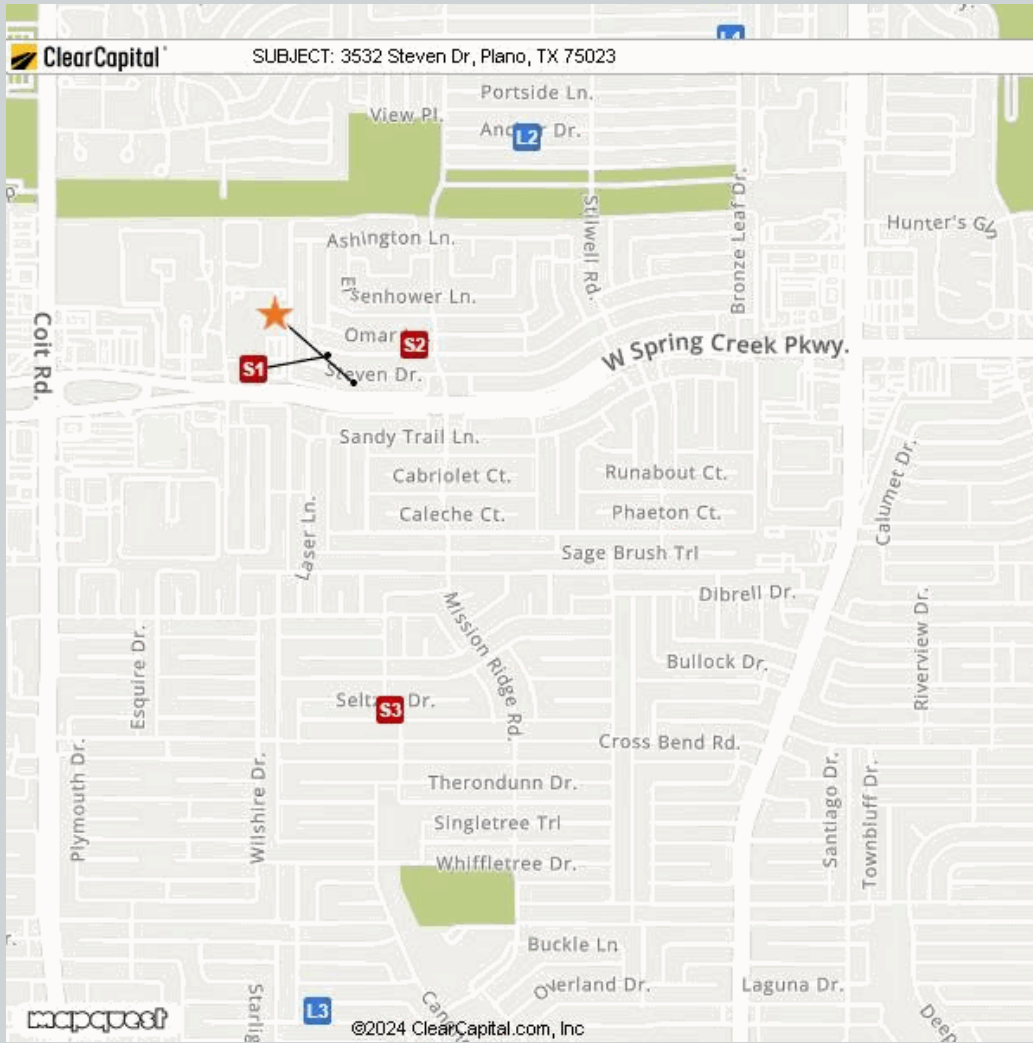 L4
ClearCapital
SUBJECT: 3532 Steven Dr, Plano, TX 75023
Portside Ln.
View Pl.
L2
Dr.
Stilwell Rd.
Bronze Leaf Dr.
Hunter's
Ashington Ln.
Eisenhower Ln.
Coit Rd.
Omar
S2
W Spring Creek Pkwy.
S1
Steven Dr.
Sandy Trail Ln.
Cabriolet Ct.
Runabout Ct.
Calumet Dr.
Caleche Ct.
Phaeton Ct.
Laser Ln.
Sage Brush Trl
Dibrell Dr.
Mission Ridge Rd.
Riverview Dr.
Esquire Dr.
Bullock Dr.
Dr.
S3
Cross Bend Rd.
Plymouth Dr.
Wilshire Dr.
Therondunn Dr.
Santiago Dr.
Townbluff Dr.
Singletree Trl
Whiffletree Dr.
Buckle Ln
Overland Dr.
Laguna Dr.
L3
mapquest
©2024 ClearCapital.com, Inc